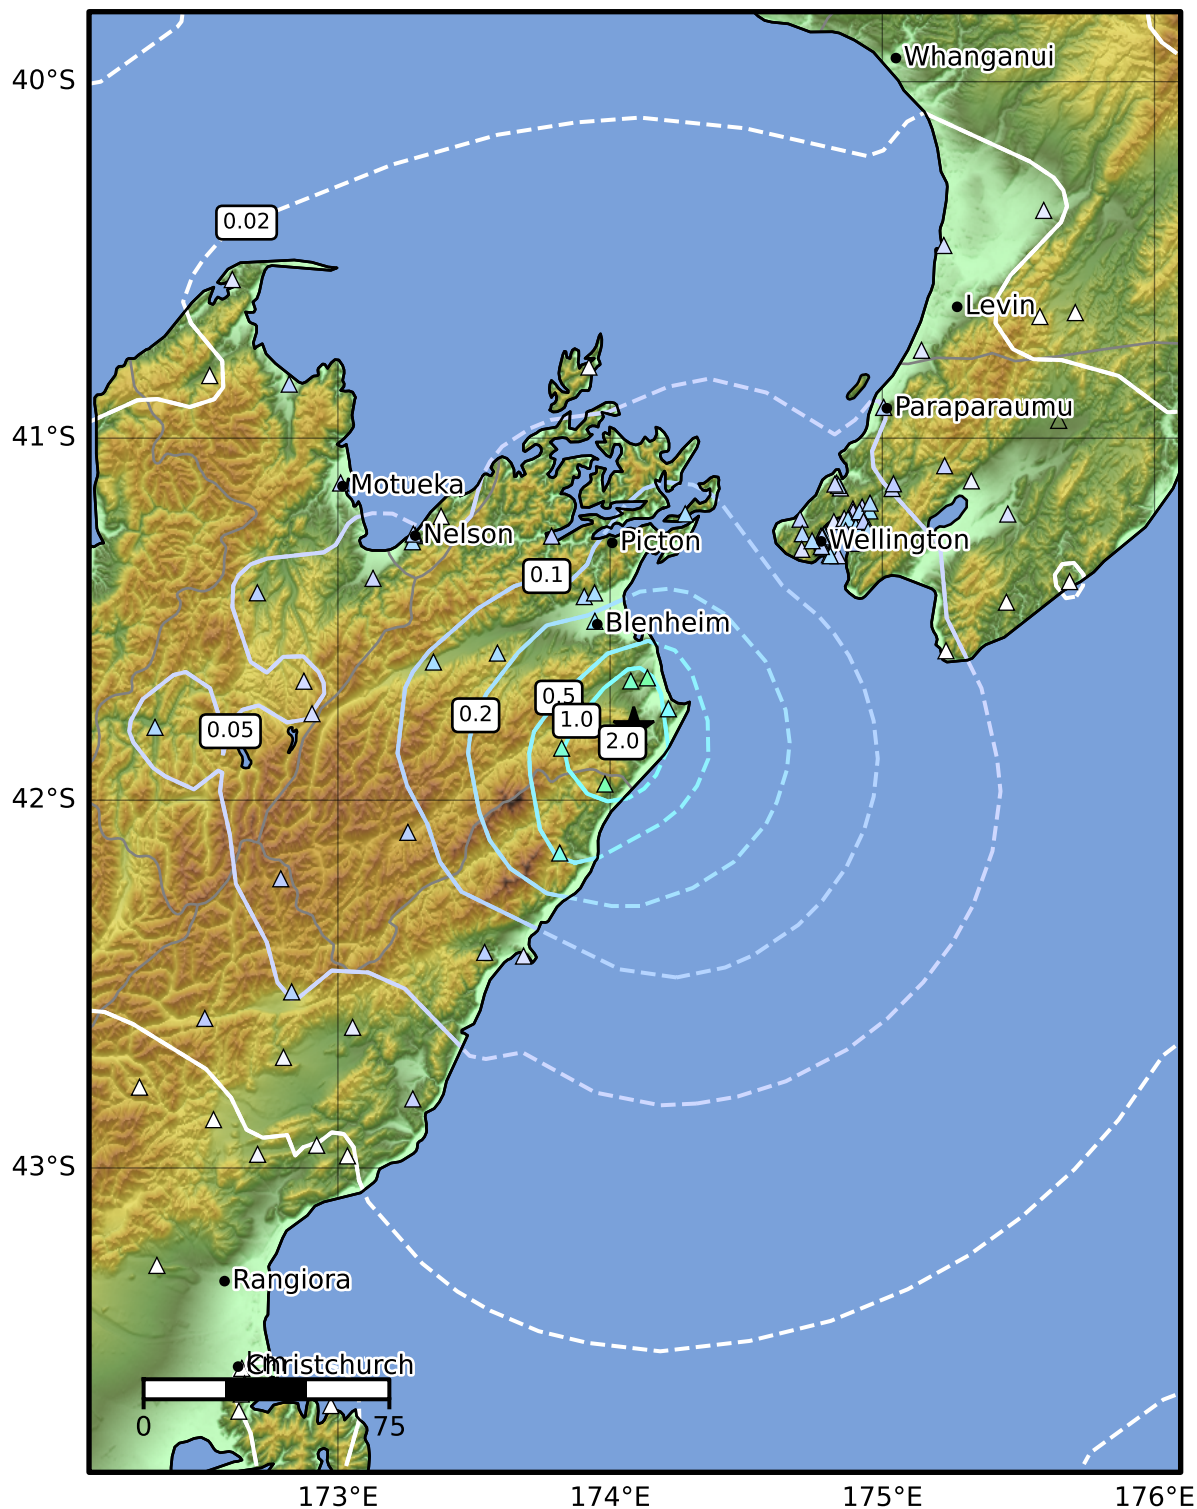 Whanganui
40°S
0.02
Levin
Paraparaumu
41°S
Motueka
Nelson
Picton
Wellington
0.1
Blenheim
0.5
0.2
1.0
0.05
2.0
42°S
43°S
Rangiora
km
Christchurch
0
75
173°E
174°E
175°E
176°E